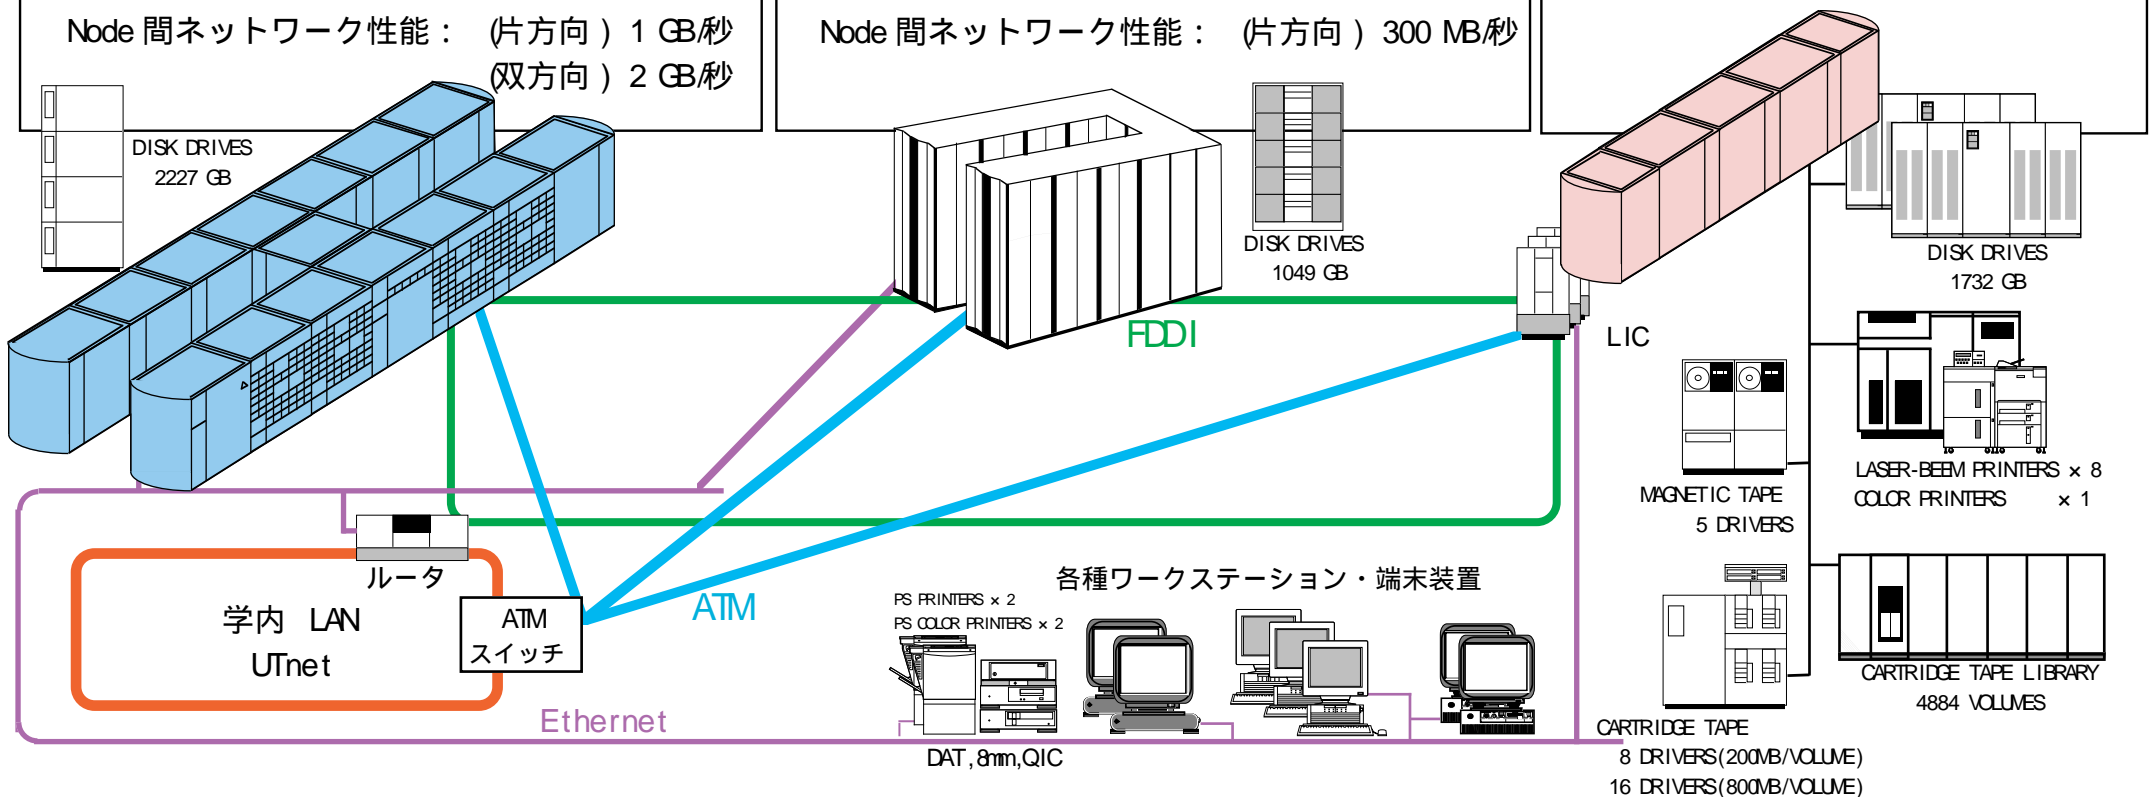 Node 間ネットワーク性能： (片方向 ) 1 GB/秒
(双方向 ) 2 GB/秒
Node 間ネットワーク性能： (片方向 ) 300 MB/秒
DISK DRIVES
2227 GB
DISK DRIVES
1049 GB
DISK DRIVES
1732 GB
FDDI
LIC
MAGNETIC TAPE
5 DRIVERS
LASER-BEEM PRINTERS × 8
COLOR PRINTERS × 1
ルータ
学内 LAN
UTnet
ATM
スイッチ
ATM
各種ワークステーション・端末装置
PS PRINTERS × 2
PS COLOR PRINTERS × 2
Ethernet
DAT,8mm,QIC
CARTRIDGE TAPE LIBRARY
4884 VOLUMES
CARTRIDGE TAPE
8 DRIVERS(200MB/VOLUME)
16 DRIVERS(800MB/VOLUME)